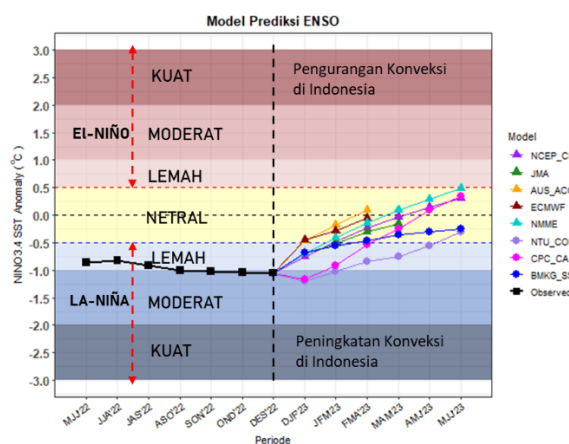 Model Prediksi ENSO
NINO3.4 SST Anomaly (°C)
3.0
2.5
2.0
1.5
1.0
0.5
0.0
-0.5
-1.0
-1.5
-2.0
-2.5
-3.0
KUAT
Pengurangan Konveksi
di Indonesia
El-NIÑO
MODERAT
LEMAH
NETRAL
LEMAH
LA-NIÑA
MODERAT
KUAT
Peningkatan Konveksi
di Indonesia
MJJ'22
JJA'22
JAS'22
ASO'22
SON'22
OND'22
DES'22
DJF'23
JFM'23
FMA'23
MAM'23
AMJ'23
MJJ'23
Periode
Model
NCEP_C
JMA
AUS_ACC
ECMWF
NMME
NTU_CO
CPC_CA
BMKG_SS
Observed